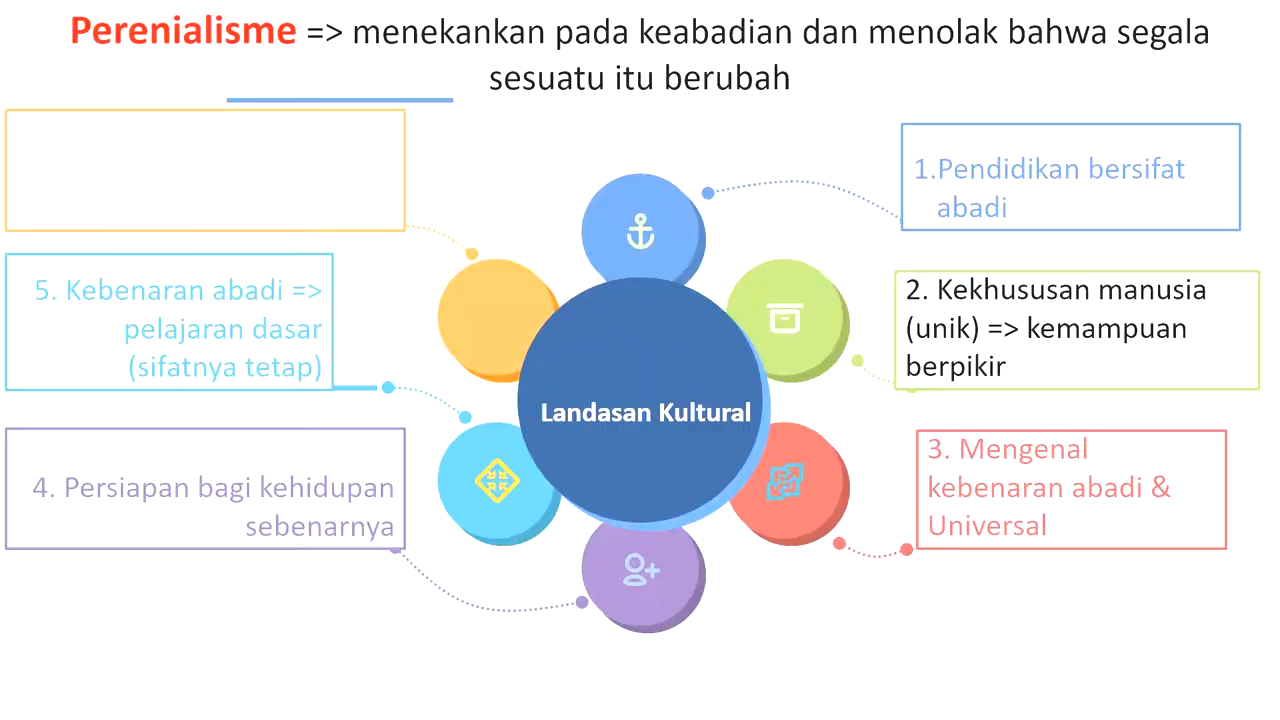 Perenialisme => menekankan pada keabadian dan menolak bahwa segala
sesuatu itu berubah
1.Pendidikan bersifat
abadi
2. Kekhususan manusia
(unik) => kemampuan
berpikir
3. Mengenal
kebenaran abadi &
Universal
4. Persiapan bagi kehidupan
sebenarnya
5. Kebenaran abadi =>
pelajaran dasar
(sifatnya tetap)
Landasan Kultural